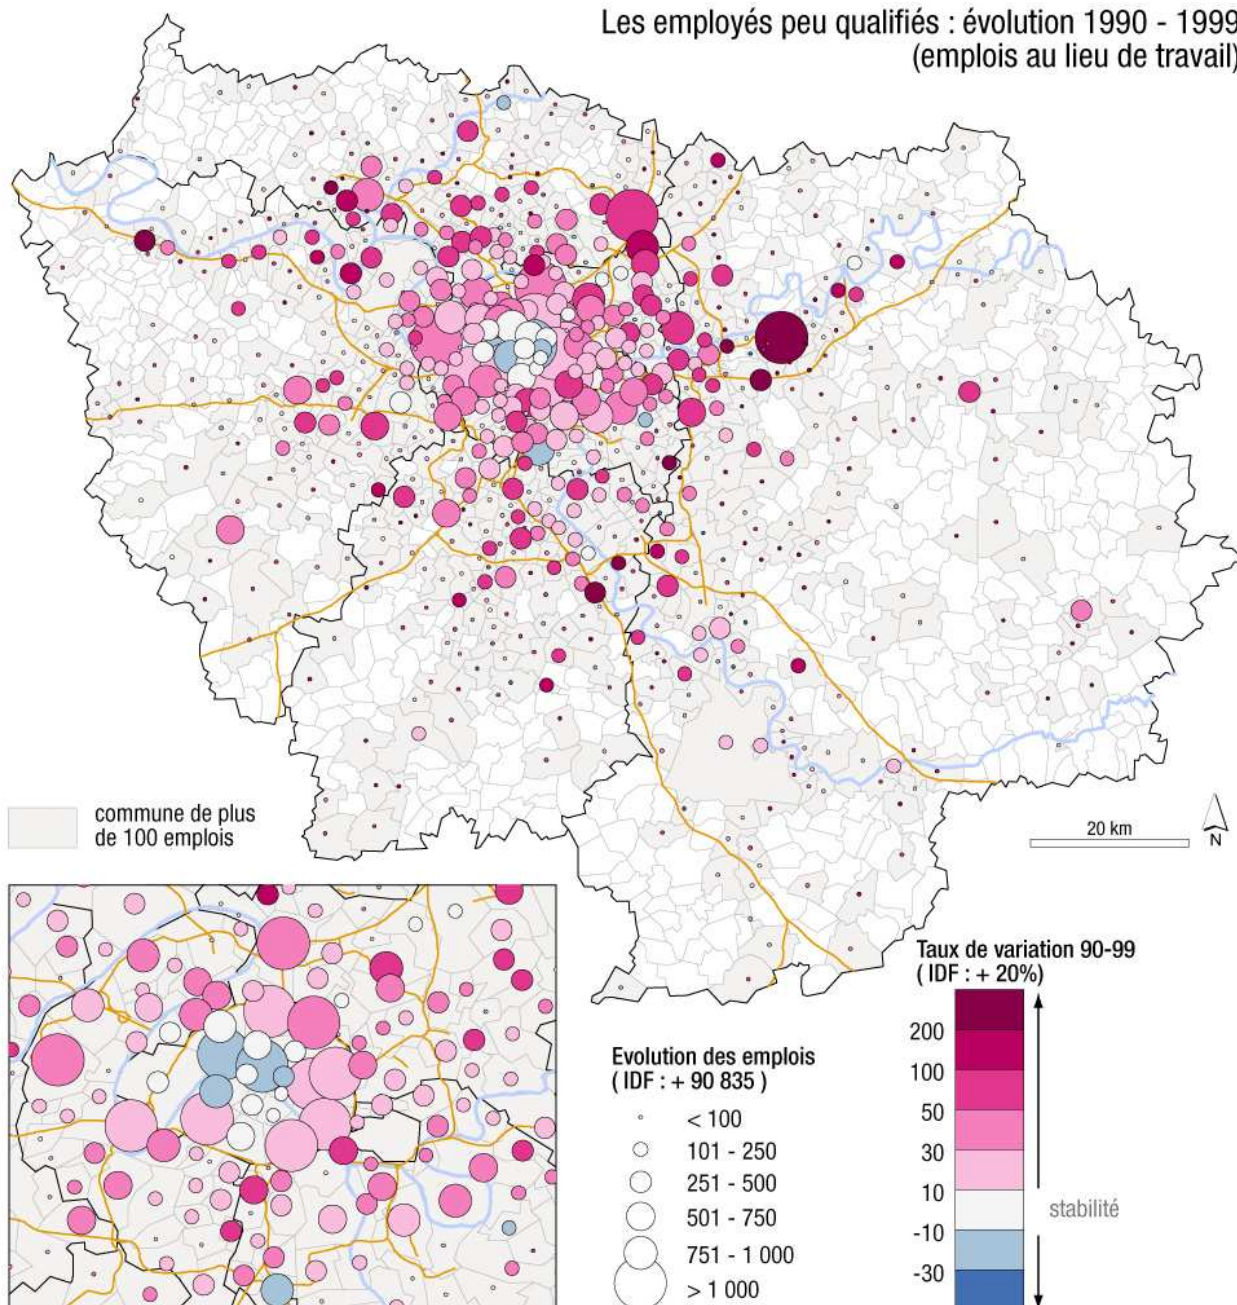 Les employés peu qualifiés : évolution 1990 - 1999
(emplois au lieu de travail)
commune de plus
de 100 emplois
20 km
N
Evolution des emplois
( IDF : + 90 835 )
< 100
101 - 250
251 - 500
501 - 750
751 - 1 000
> 1 000
Taux de variation 90-99
( IDF : + 20%)
200
100
50
30
10
-10
-30
stabilité